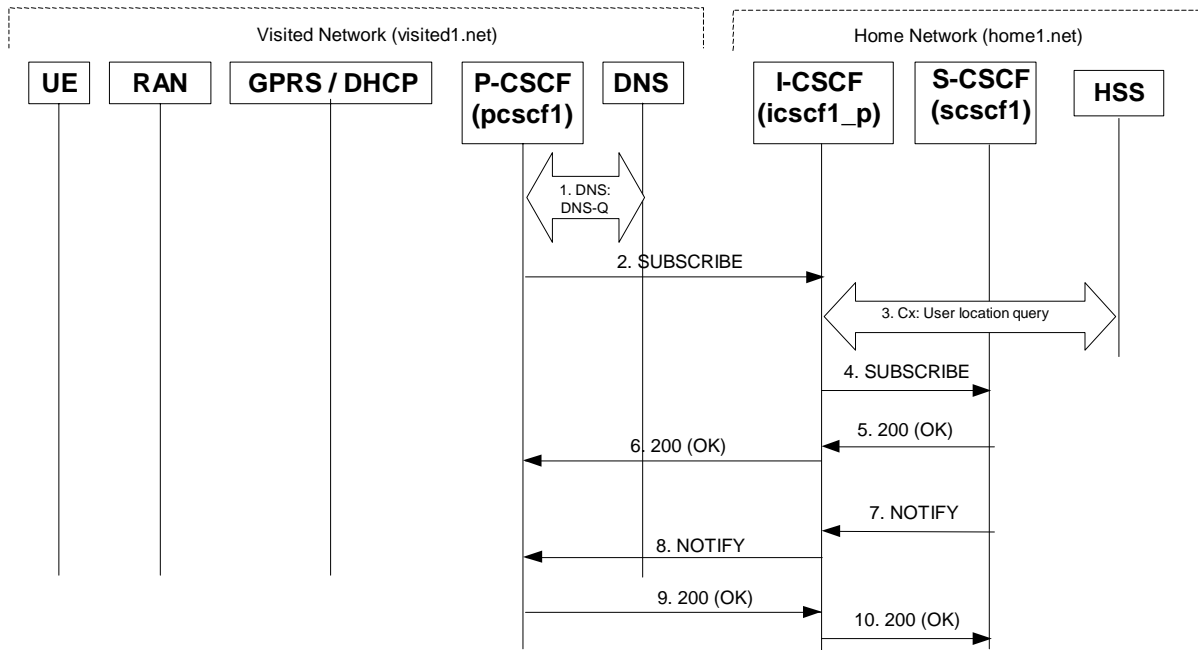 Visited Network (visited1.net)
Home Network (home1.net)
UE
RAN
GPRS / DHCP
P-CSCF
(pcscf1)
DNS
I-CSCF
(icscf1_p)
S-CSCF
(scscf1)
HSS
1. DNS:
DNS-Q
2. SUBSCRIBE
3. Cx: User location query
4. SUBSCRIBE
5. 200 (OK)
6. 200 (OK)
7. NOTIFY
8. NOTIFY
9. 200 (OK)
10. 200 (OK)